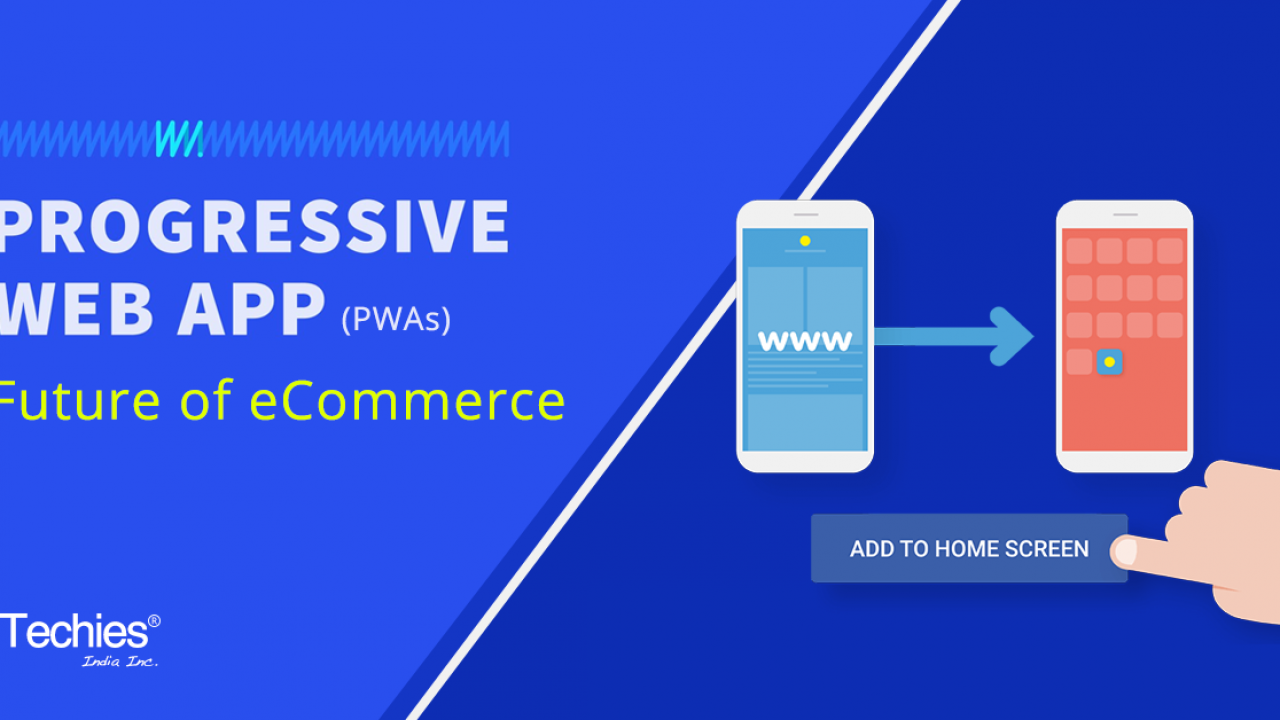 PROGRESSIVE
WEB APP (PWAs)
Future of eCommerce
www
ADD TO HOME SCREEN
Techies®
India Inc.